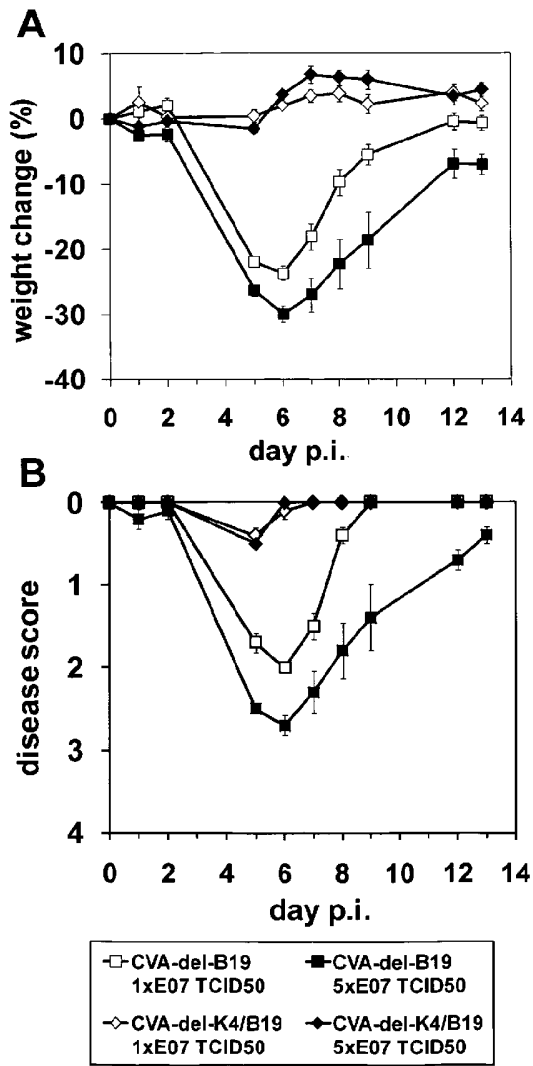 A
10
0
-10
-20
-30
-40
weight change (%)
0 2 4 6 8 10 12 14
day p.i.
B
0
1
2
3
4
disease score
0 2 4 6 8 10 12 14
day p.i.
CVA-del-B19 CVA-del-B19
1xE07 TCID50 5xE07 TCID50
CVA-del-K4/B19 CVA-del-K4/B19
1xE07 TCID50 5xE07 TCID50